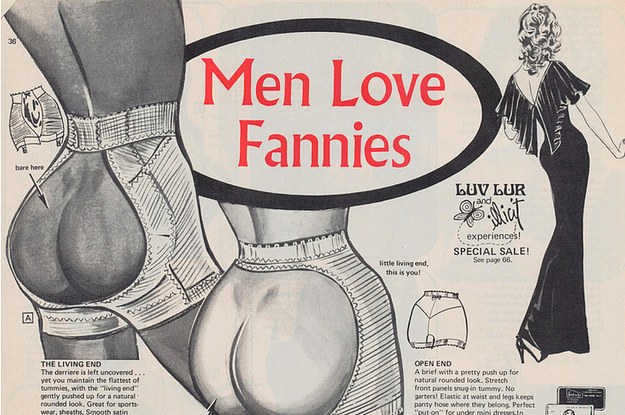 36
Men Love
Fannies
bare here
LUV LUR
and
illicit
experiences!
SPECIAL SALE!
See page 66.
little living end,
this is you!
A
THE LIVING END
The derriere is left uncovered . . .
yet you maintain the flattest of
tummies, with the "living end"
gently pushed up for a natural
rounded look. Great for sports-
wear, sheaths. Smooth satin
OPEN END
A brief with a pretty push up for
natural rounded look. Stretch
front panels snug-in tummy. No
garters! Elastic at waist and legs keeps
panty hose where they belong. Perfect
"put-on" for under mini dresses. In